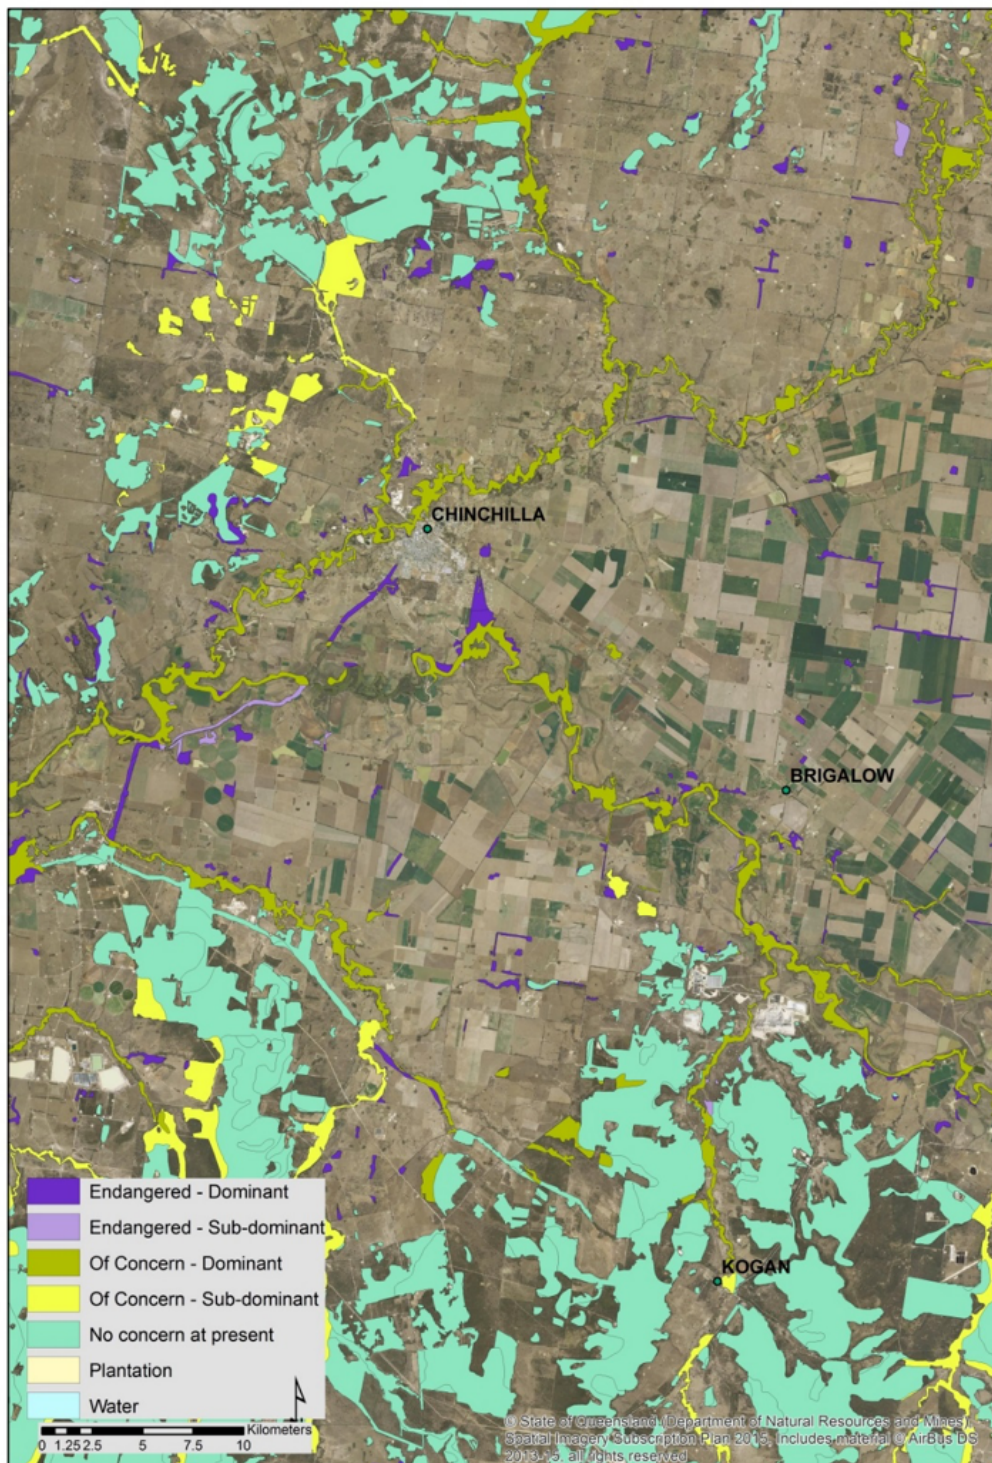 CHINCHILLA
BRIGALOW
KOGAN
Endangered - Dominant
Endangered - Sub-dominant
Of Concern - Dominant
Of Concern - Sub-dominant
No concern at present
Plantation
Water
Kilometers
0 1.25 2.5 5 7.5 10
© State of Queensland (Department of Natural Resources and Mines)
Spatial Imagery Subscription Plan 2015, Includes material © AirBus DS
2013-15, all rights reserved